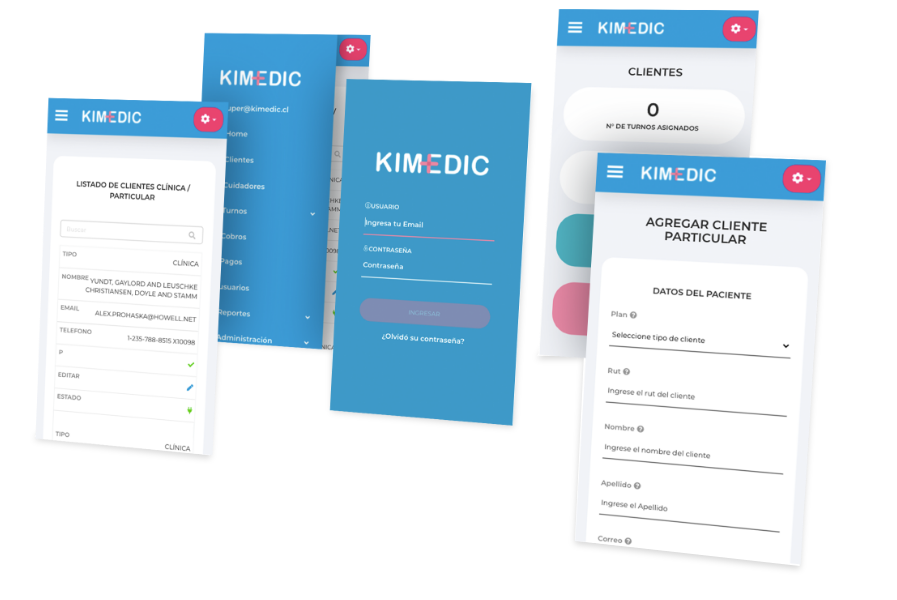 KIMEDIC
LISTADO DE CLIENTES CLÍNICA /
PARTICULAR
Buscar
TIPO
CLÍNICA
NOMBRE
YUNDT, GAYLORD AND LEUSCHKE
CHRISTIANSEN, DOYLE AND STAMM
EMAIL
ALEX.PROHASKA@HOWELL.NET
TELEFONO
1-235-788-8515 X10098
P
EDITAR
ESTADO
TIPO
CLÍNICA
KIMEDIC
uper@kimedic.cl
Home
Clientes
Cuidadores
Turnos
Cobros
Pagos
usuarios
Reportes
Administración
KIMEDIC
USUARIO
Ingresa tu Email
CONTRASEÑA
Contraseña
INGRESAR
¿Olvidó su contraseña?
KIMEDIC
CLIENTES
0
N° DE TURNOS ASIGNADOS
KIMEDIC
AGREGAR CLIENTE
PARTICULAR
DATOS DEL PACIENTE
Plan
Seleccione tipo de cliente
Rut
Ingrese el rut del cliente
Nombre
Ingrese el nombre del cliente
Apellido
Ingrese el Apellido
Correo